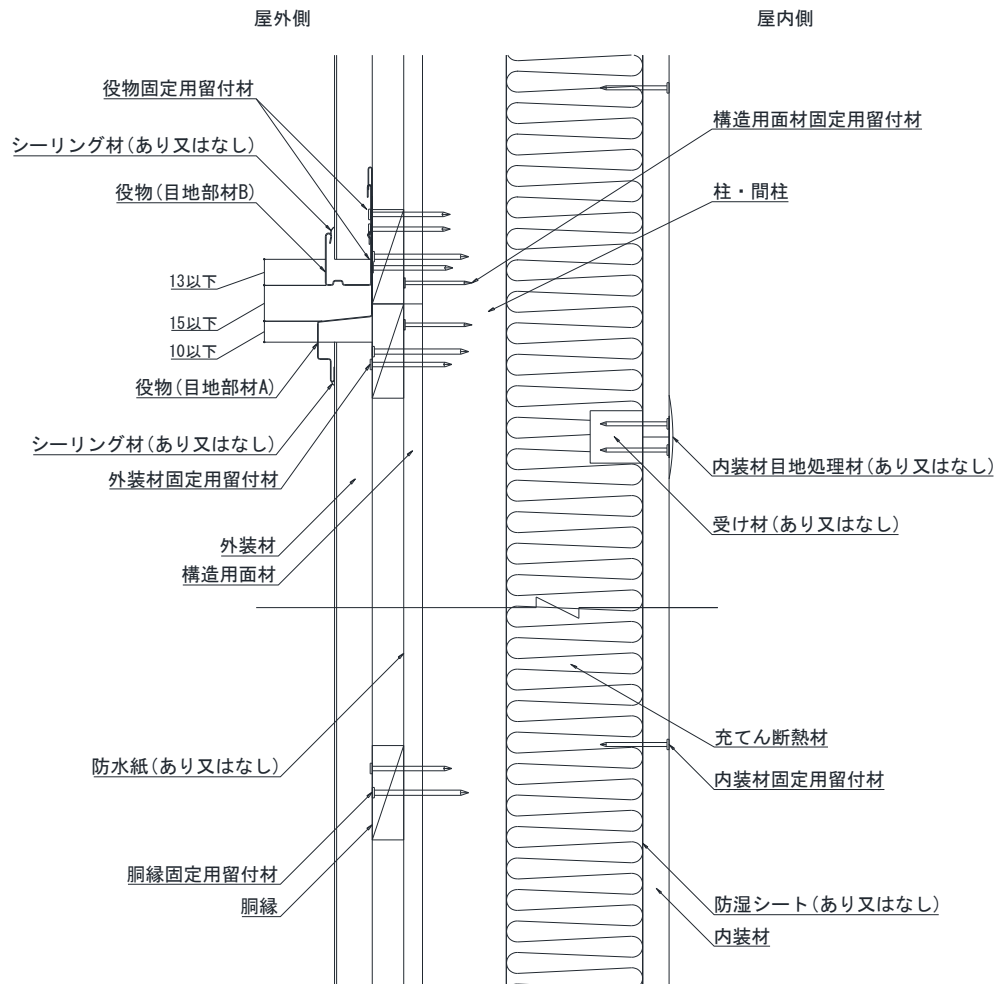 屋外側
屋内側
役物固定用留付材
シーリング材(あり又はなし)
役物(目地部材B)
13以下
15以下
10以下
役物(目地部材A)
シーリング材(あり又はなし)
外装材固定用留付材
外装材
構造用面材
防水紙(あり又はなし)
胴縁固定用留付材
胴縁
構造用面材固定用留付材
柱・間柱
内装材目地処理材(あり又はなし)
受け材(あり又はなし)
充てん断熱材
内装材固定用留付材
防湿シート(あり又はなし)
内装材